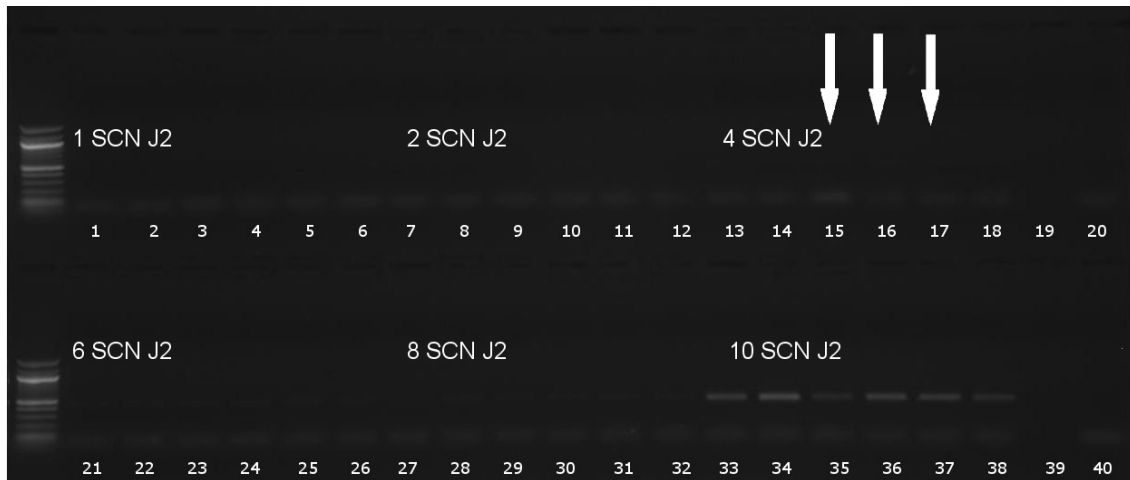 1 SCN J2 2 SCN J2 4 SCN J2
1 2 3 4 5 6 7 8 9 10 11 12 13 14 15 16 17 18 19 20
6 SCN J2 8 SCN J2 10 SCN J2
21 22 23 24 25 26 27 28 29 30 31 32 33 34 35 36 37 38 39 40